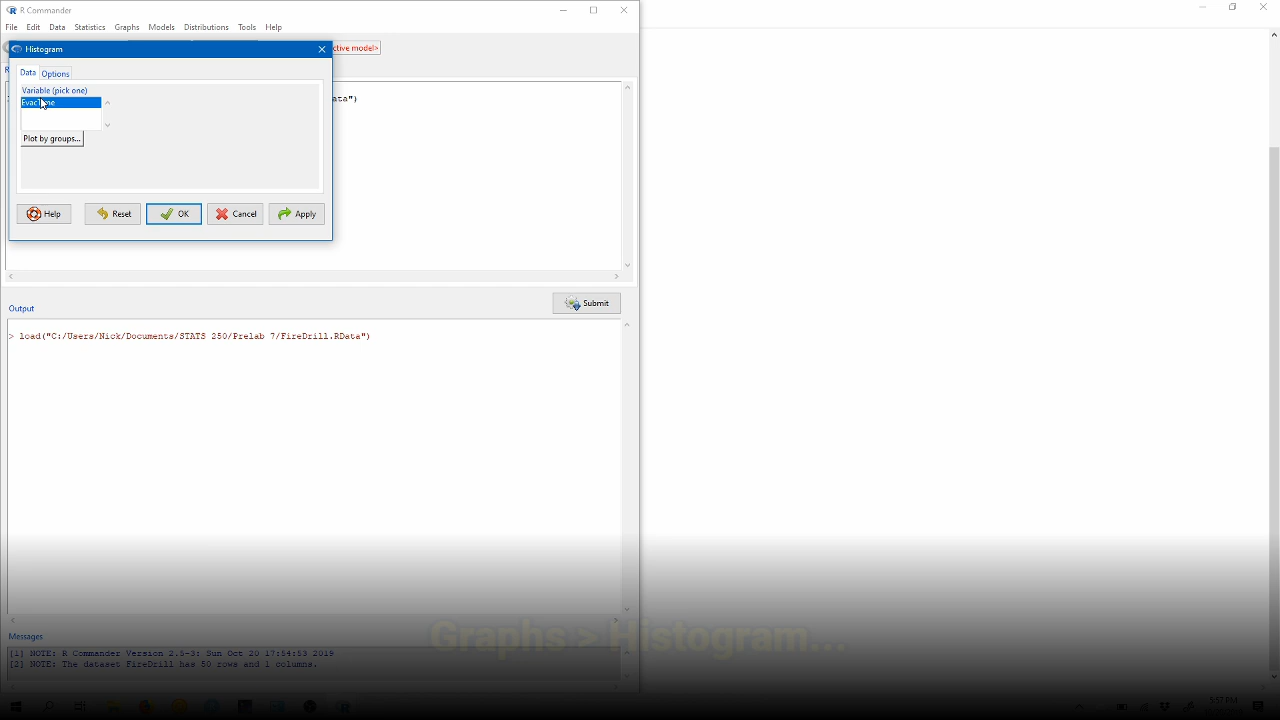 R Commander
File Edit Data Statistics Graphs Models Distributions Tools Help
Histogram
ctive model>
Data Options
Variable (pick one)
ata")
Plot by groups...
Help Reset OK Cancel Apply
Submit
Output
> load("C:/Users/Nick/Documents/STATS 250/Prelab 7/FireDrill.RData")
Graphs > Histogram...
Messages
[1] NOTE: R Commander Version 2.5-3: Sun Oct 20 17:54:53 2019
[2] NOTE: The dataset FireDrill has 50 rows and 1 columns.
5:57 PM